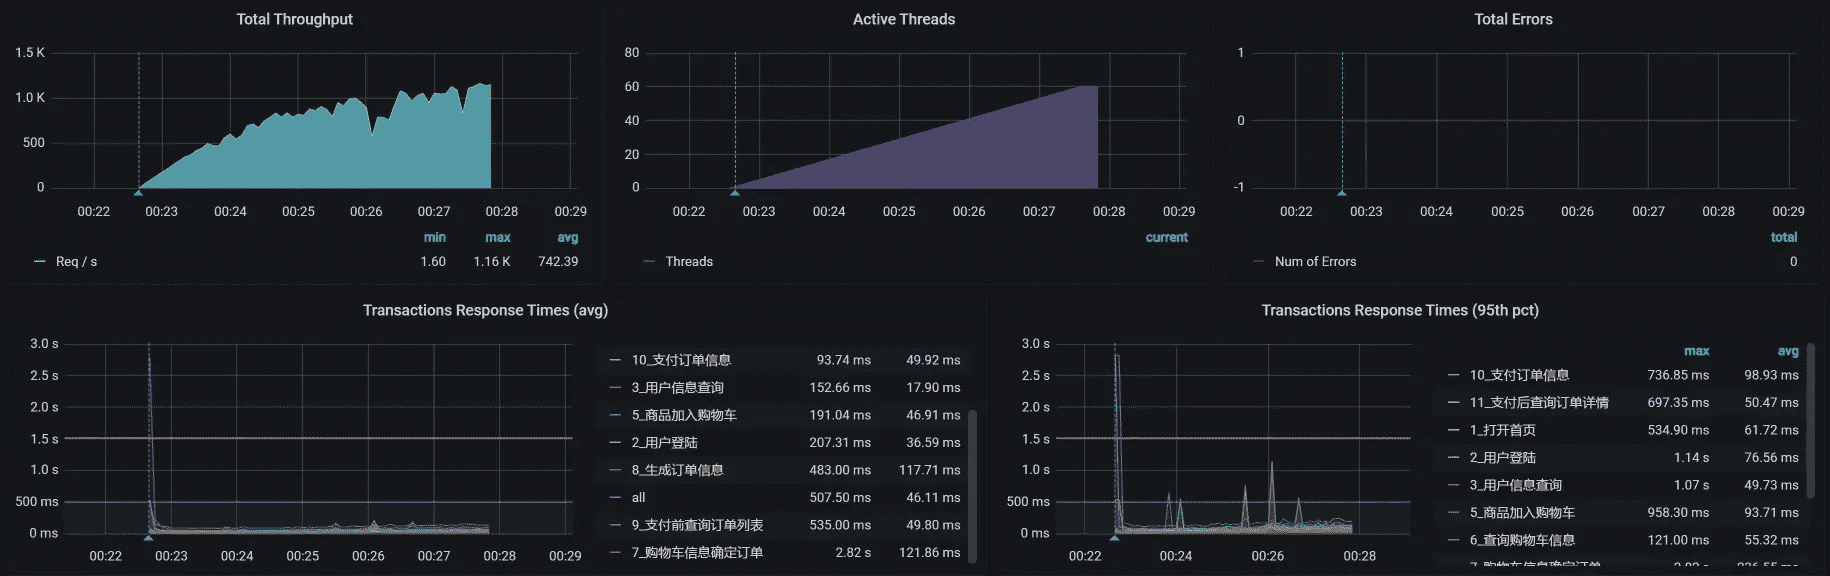 Total Throughput
1.5 K
1.0 K
500
0
00:22 00:23 00:24 00:25 00:26 00:27 00:28 00:29
min max avg
Req / s 1.60 1.16 K 742.39
Active Threads
80
60
40
20
0
00:22 00:23 00:24 00:25 00:26 00:27 00:28 00:29
current
Threads
Total Errors
1
0
-1
00:22 00:23 00:24 00:25 00:26 00:27 00:28 00:29
total
Num of Errors 0
Transactions Response Times (avg)
3.0 s
2.5 s
2.0 s
1.5 s
1.0 s
500 ms
0 ms
00:22 00:23 00:24 00:25 00:26 00:27 00:28 00:29
10_支付订单信息 93.74 ms 49.92 ms
3_用户信息查询 152.66 ms 17.90 ms
5_商品加入购物车 191.04 ms 46.91 ms
2_用户登陆 207.31 ms 36.59 ms
8_生成订单信息 483.00 ms 117.71 ms
all 507.50 ms 46.11 ms
9_支付前查询订单列表 535.00 ms 49.80 ms
7_购物车信息确定订单 2.82 s 121.86 ms
Transactions Response Times (95th pct)
3.0 s
2.5 s
2.0 s
1.5 s
1.0 s
500 ms
0 ms
00:22 00:24 00:26 00:28
max avg
10_支付订单信息 736.85 ms 98.93 ms
11_支付后查询订单详情 697.35 ms 50.47 ms
1_打开首页 534.90 ms 61.72 ms
2_用户登陆 1.14 s 76.56 ms
3_用户信息查询 1.07 s 49.73 ms
5_商品加入购物车 958.30 ms 93.71 ms
6_查询购物车信息 121.00 ms 55.32 ms